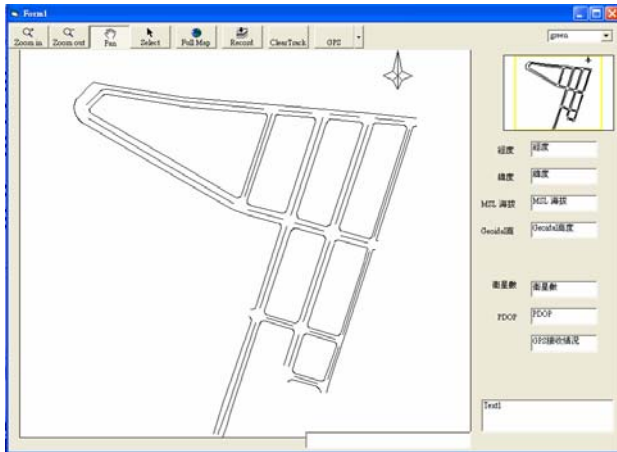 Form1
Zoom in Zoom out Pan Select Full Map Record ClearTrack GPS
green
經度 經度
緯度 緯度
MSL 海拔 MSL 海拔
Geoidal高 Geoidal高度
衛星數 衛星數
PDOP PDOP
GPS接收情況
Text1